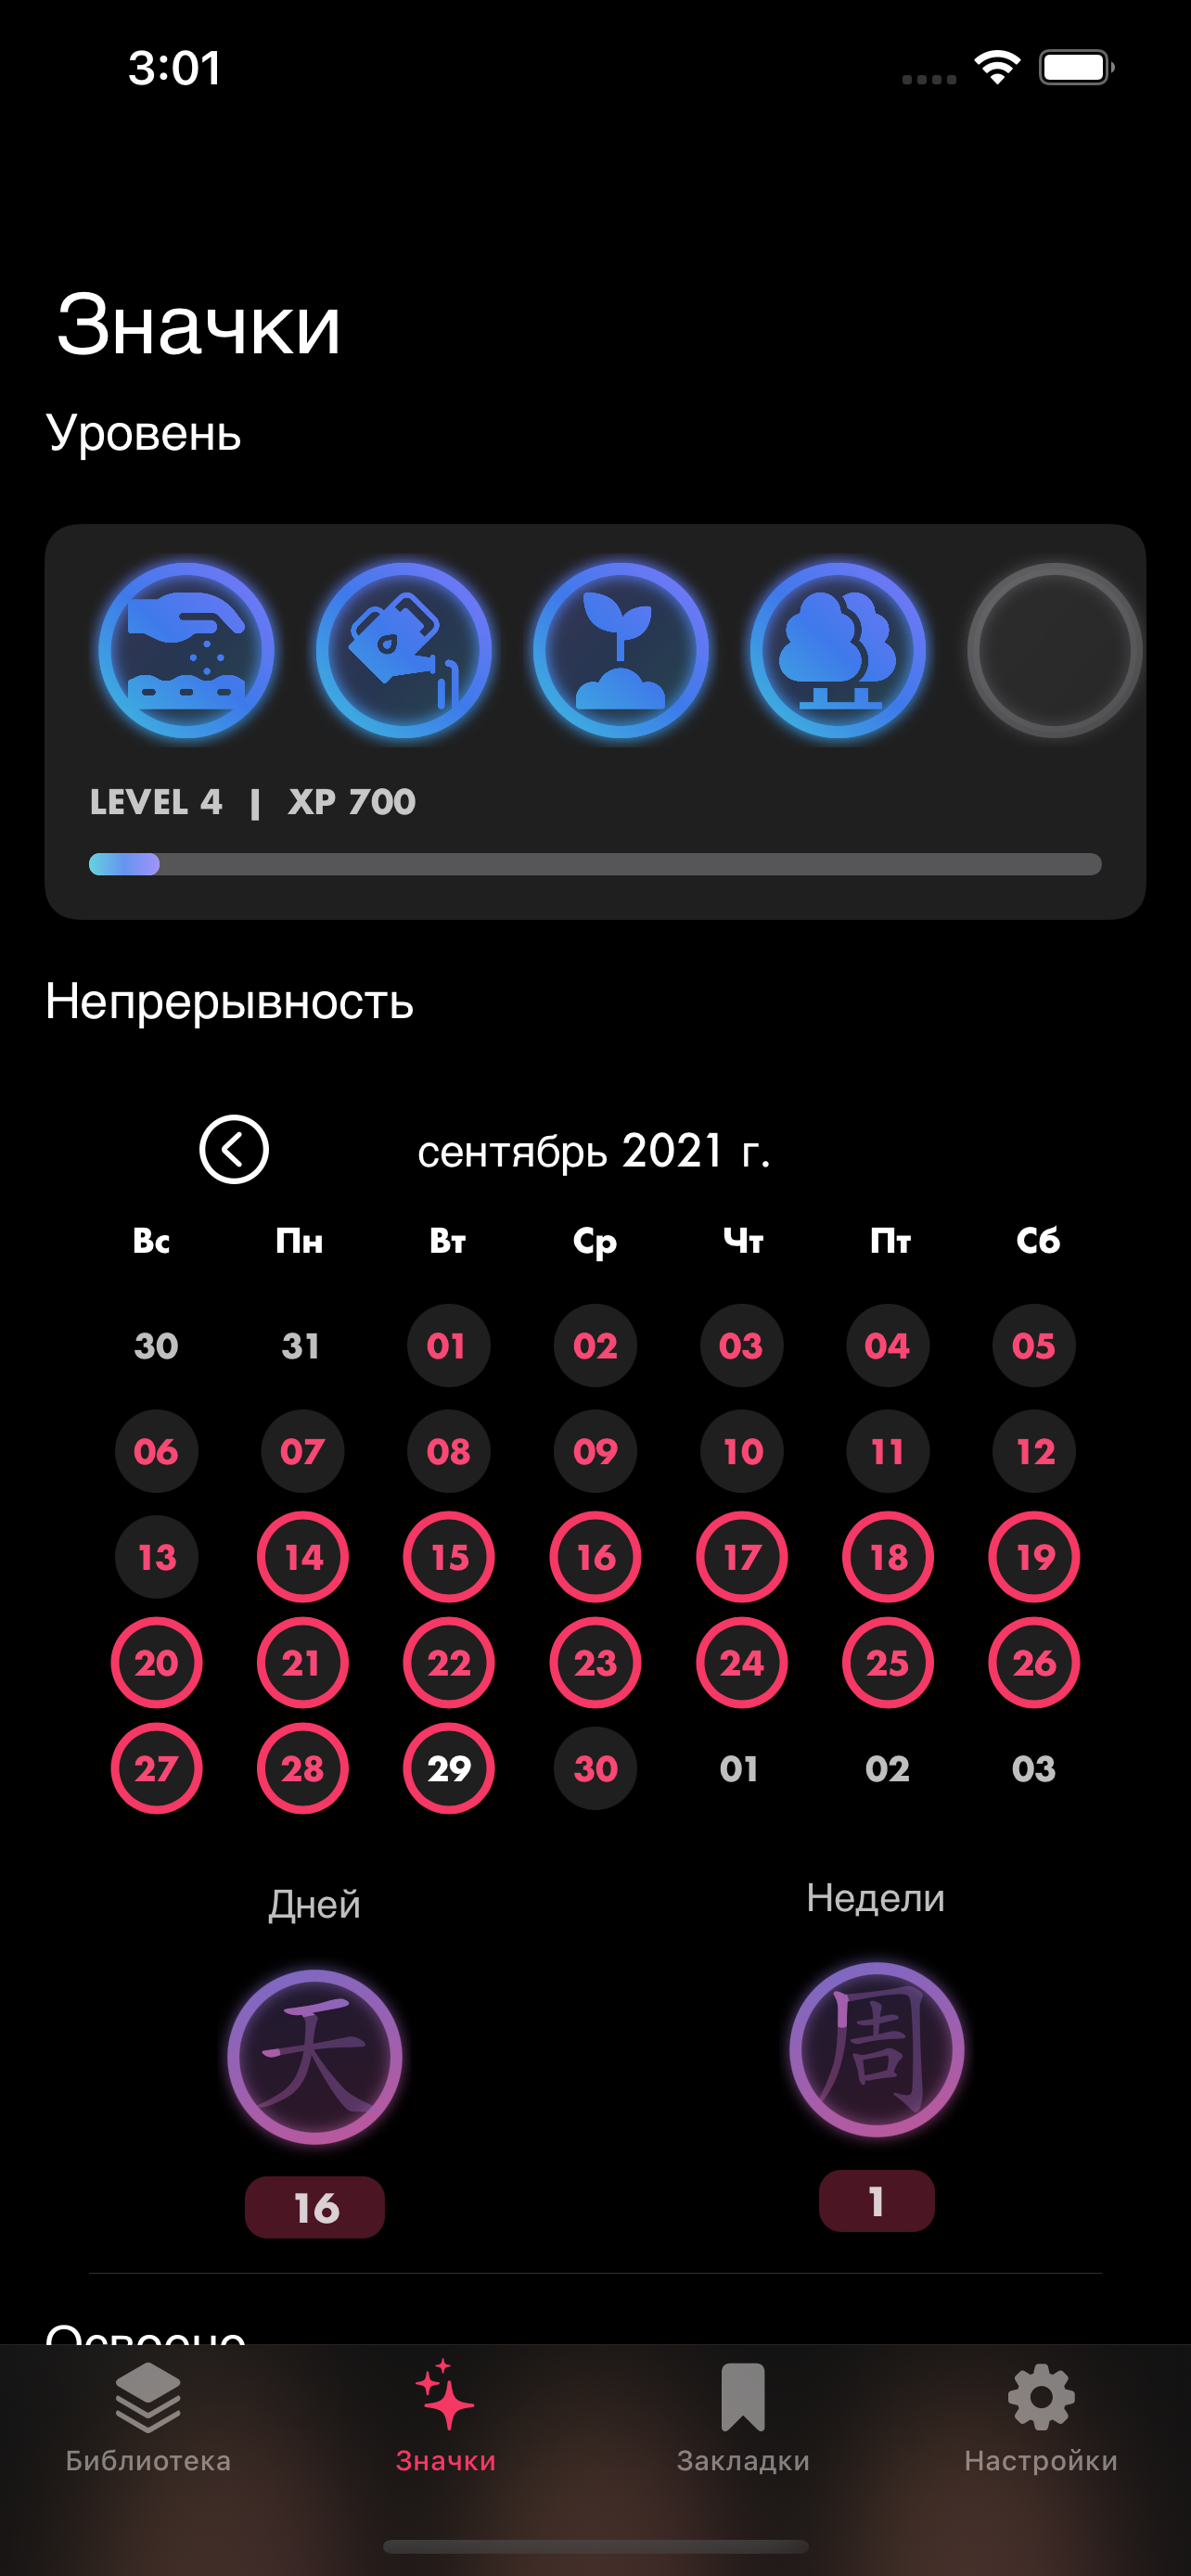 3:01
Значки
Уровень
LEVEL 4 | XP 700
Непрерывность
сентябрь 2021 г.
Вс Пн Вт Ср Чт Пт Сб
30 31 01 02 03 04 05
06 07 08 09 10 11 12
13 14 15 16 17 18 19
20 21 22 23 24 25 26
27 28 29 30 01 02 03
Дней Недели
天 周
16 1
Освоено
Библиотека Значки Закладки Настройки